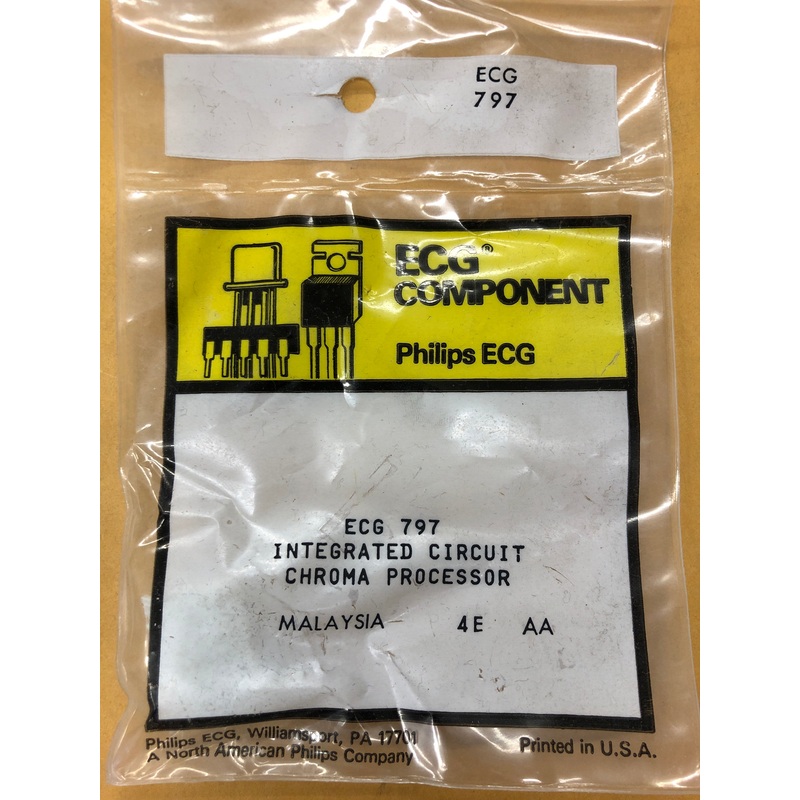 ECG
797
ECG®
COMPONENT
Philips ECG
ECG 797
INTEGRATED CIRCUIT
CHROMA PROCESSOR
MALAYSIA 4E AA
Philips ECG, Williamsport, PA 17701
A North American Philips Company
Printed in U.S.A.